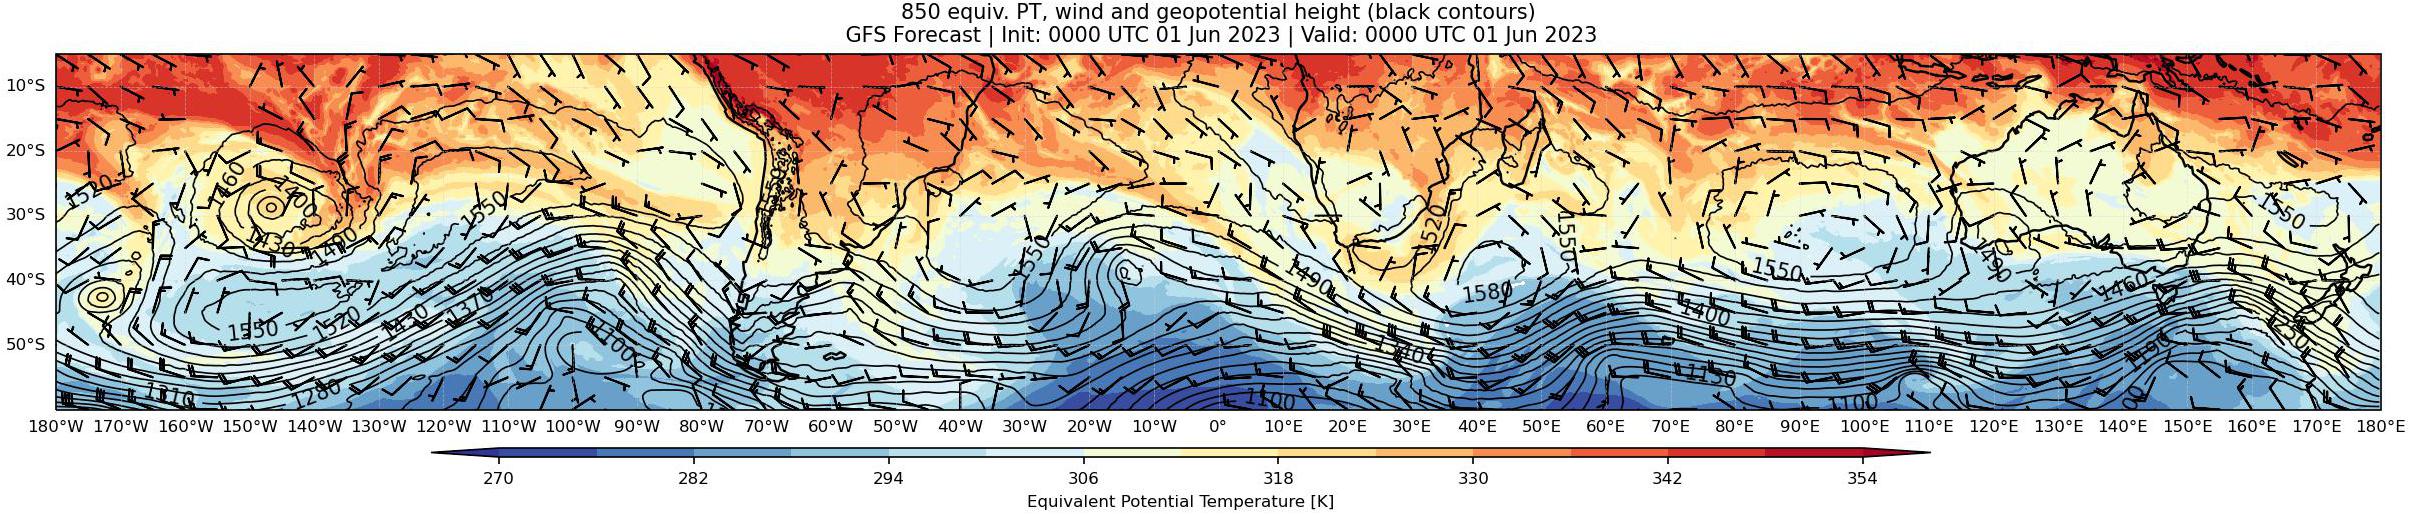 850 equiv. PT, wind and geopotential height (black contours)
GFS Forecast | Init: 0000 UTC 01 Jun 2023 | Valid: 0000 UTC 01 Jun 2023
10°S
20°S
30°S
40°S
50°S
1520
1460
1400
1430
1490
1550
1550
1520
1430
1370
1310
1280
1100
1550
1490
1340
1100
1520
1550
1580
1550
1400
1130
1100
1490
1460
1190
1550
1250
180°W 170°W 160°W 150°W 140°W 130°W 120°W 110°W 100°W 90°W 80°W 70°W 60°W 50°W 40°W 30°W 20°W 10°W 0° 10°E 20°E 30°E 40°E 50°E 60°E 70°E 80°E 90°E 100°E 110°E 120°E 130°E 140°E 150°E 160°E 170°E 180°E
270 282 294 306 318 330 342 354
Equivalent Potential Temperature [K]